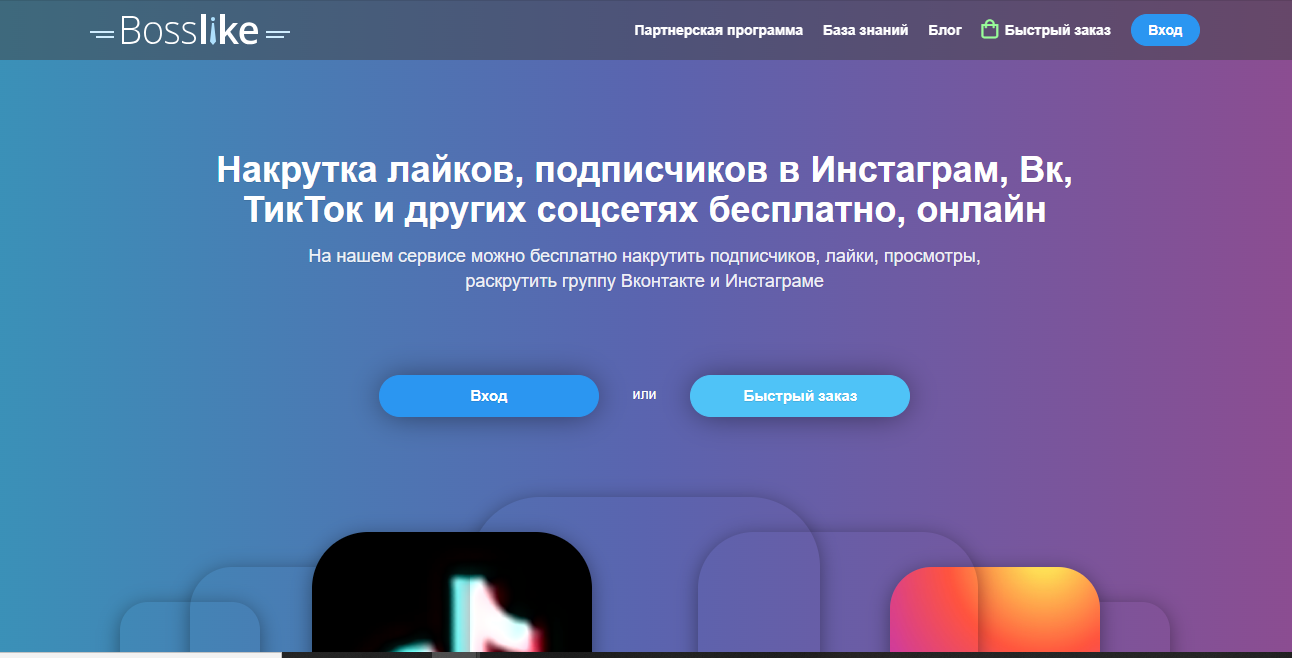 Bosslike
Партнерская программа
База знаний
Блог
Быстрый заказ
Вход
Накрутка лайков, подписчиков в Инстаграм, Вк,
ТикТок и других соцсетях бесплатно, онлайн
На нашем сервисе можно бесплатно накрутить подписчиков, лайки, просмотры,
раскрутить группу Вконтакте и Инстаграме
Вход
или
Быстрый заказ